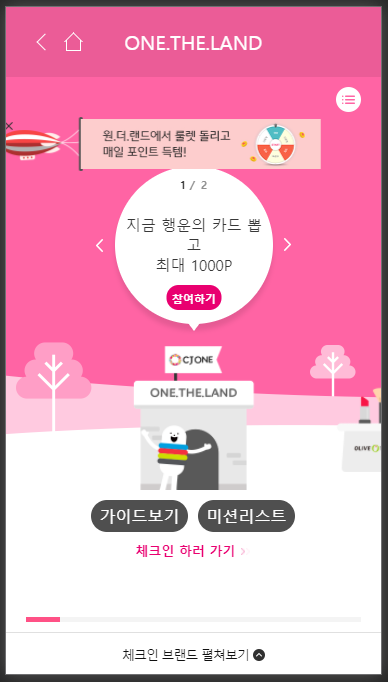 ONE.THE.LAND
원.더.랜드에서 룰렛 돌리고
매일 포인트 득템!
1 / 2
지금 행운의 카드 뽑
고
최대 1000P
참여하기
CJ ONE
ONE.THE.LAND
OLIVE
가이드보기 미션리스트
체크인 하러 가기 >
체크인 브랜드 펼쳐보기